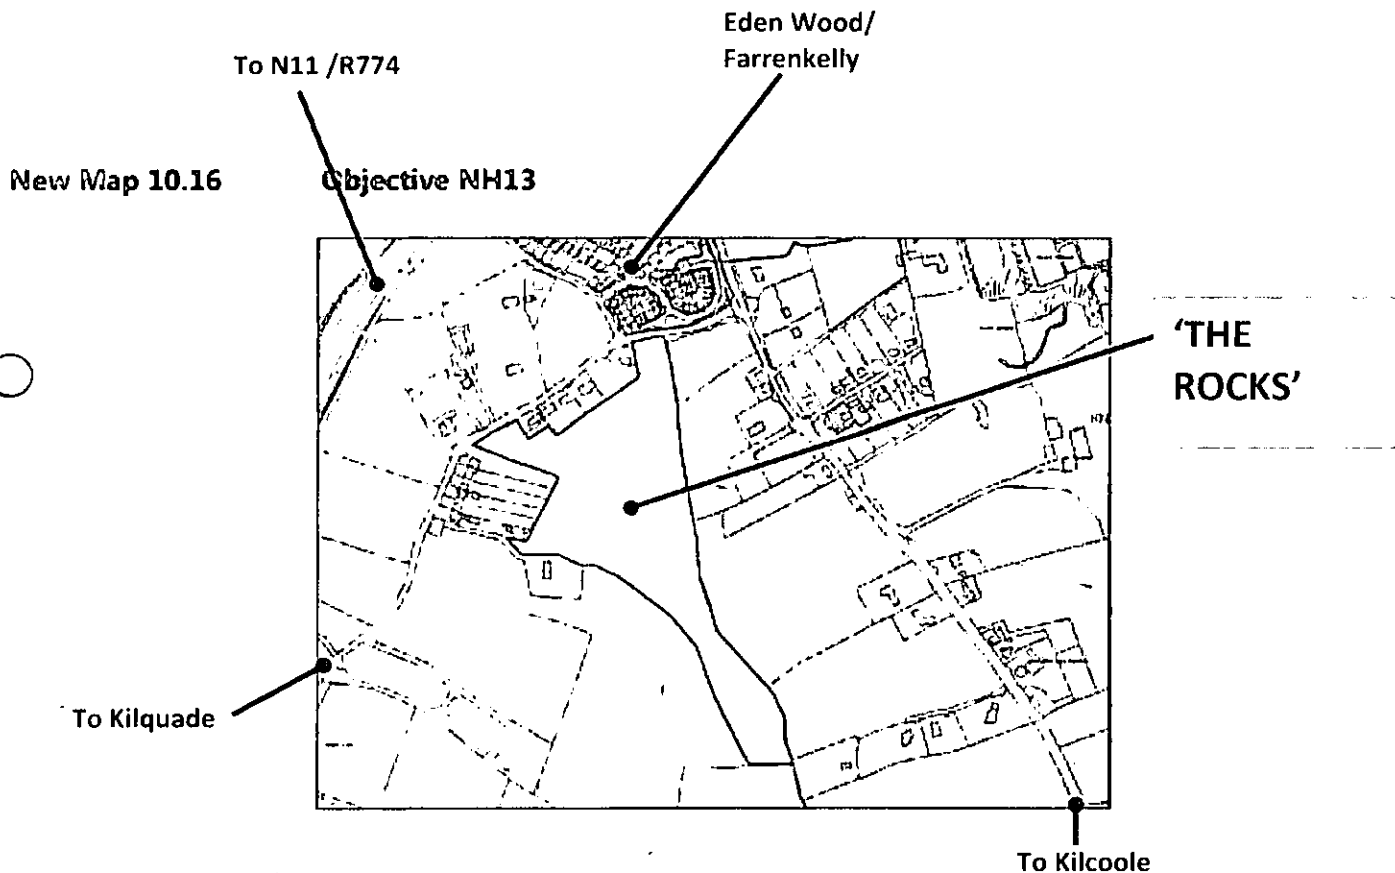 Eden Wood/
Farrenkelly
To N11 /R774
New Map 10.16 Objective NH13
‘THE
ROCKS’
To Kilquade
To Kilcoole